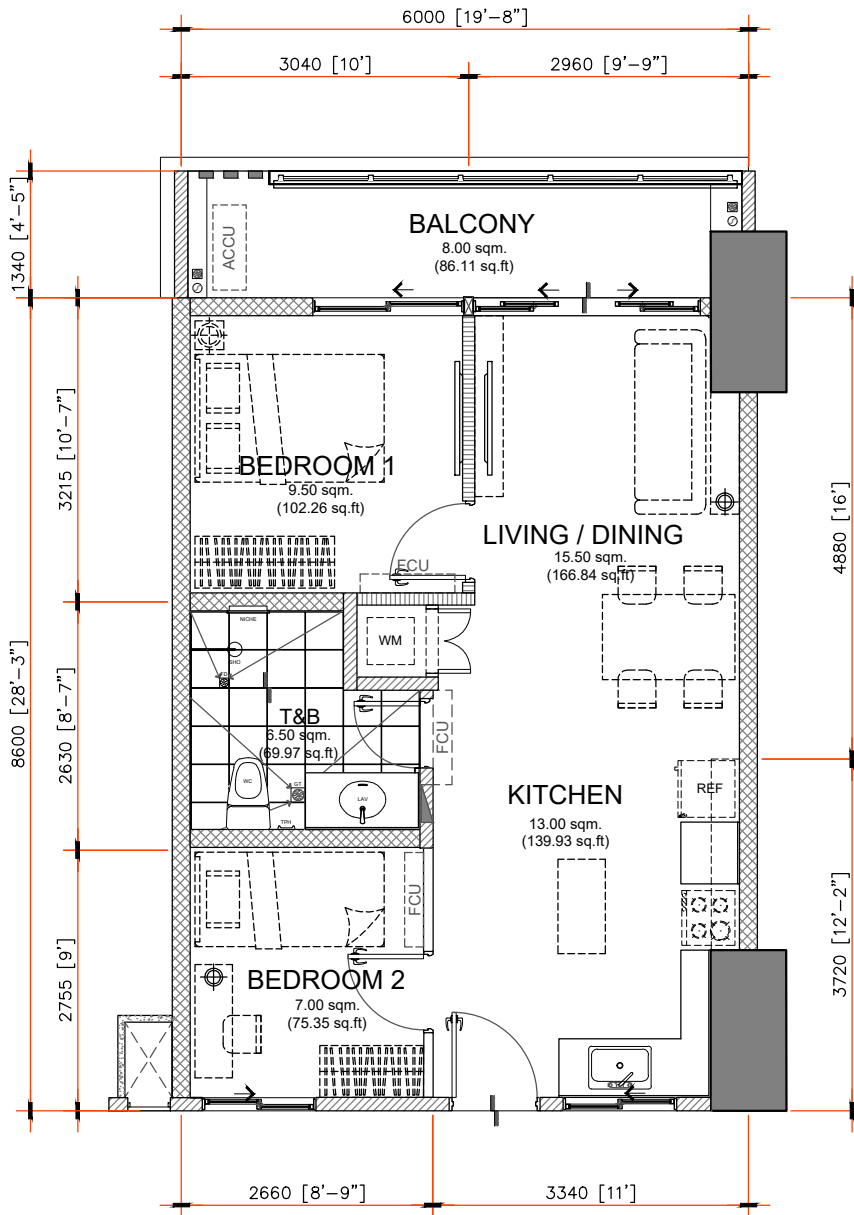 6000 [19'-8"]
3040 [10']
2960 [9'-9"]
1340 [4'-5"]
ACCU
BALCONY
8.00 sqm.
(86.11 sq.ft)
3215 [10'-7"]
BEDROOM 1
9.50 sqm.
(102.26 sq.ft)
FCU
LIVING / DINING
15.50 sqm.
(166.84 sq.ft)
4880 [16']
8600 [28'-3"]
2630 [8'-7"]
NICHE
SHO
FD
WM
T&B
6.50 sqm.
(69.97 sq.ft)
FCU
WC
GT
LAV
TPH
KITCHEN
13.00 sqm.
(139.93 sq.ft)
REF
3720 [12'-2"]
2755 [9']
FCU
BEDROOM 2
7.00 sqm.
(75.35 sq.ft)
2660 [8'-9"]
3340 [11']